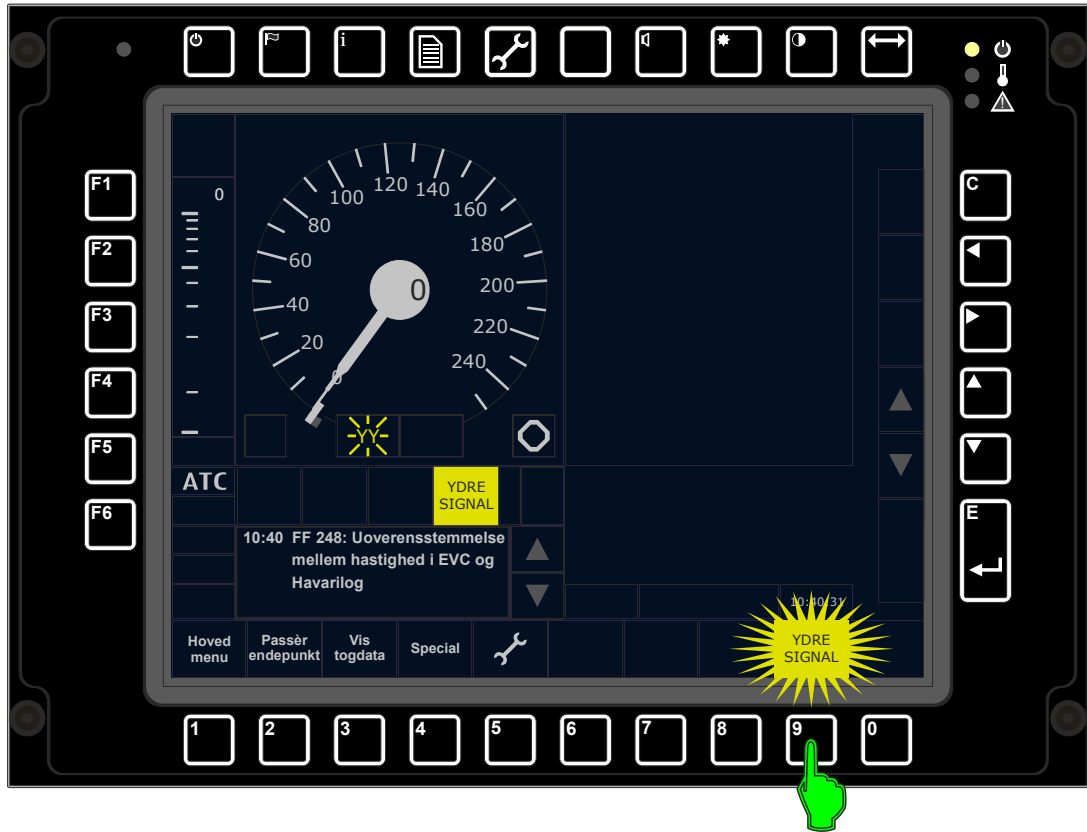 i
F1
F2
F3
F4
F5
F6
C
E
0
0
20
40
60
80
100
120
140
160
180
200
220
240
0
YY
ATC
YDRE
SIGNAL
10:40 FF 248: Uoverensstemmelse
mellem hastighed i EVC og
Havarilog
10:40:31
Hoved
menu
Passèr
endepunkt
Vis
togdata
Special
YDRE
SIGNAL
1
2
3
4
5
6
7
8
9
0